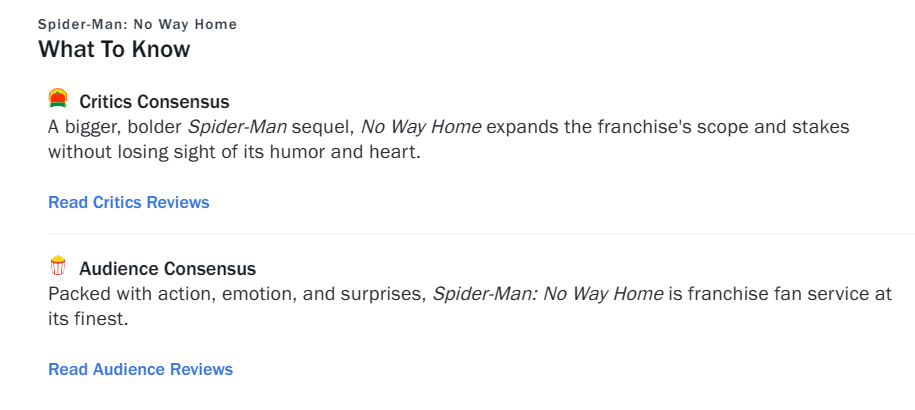 Spider-Man: No Way Home
What To Know
Critics Consensus
A bigger, bolder Spider-Man sequel, No Way Home expands the franchise's scope and stakes
without losing sight of its humor and heart.
Read Critics Reviews
Audience Consensus
Packed with action, emotion, and surprises, Spider-Man: No Way Home is franchise fan service at
its finest.
Read Audience Reviews